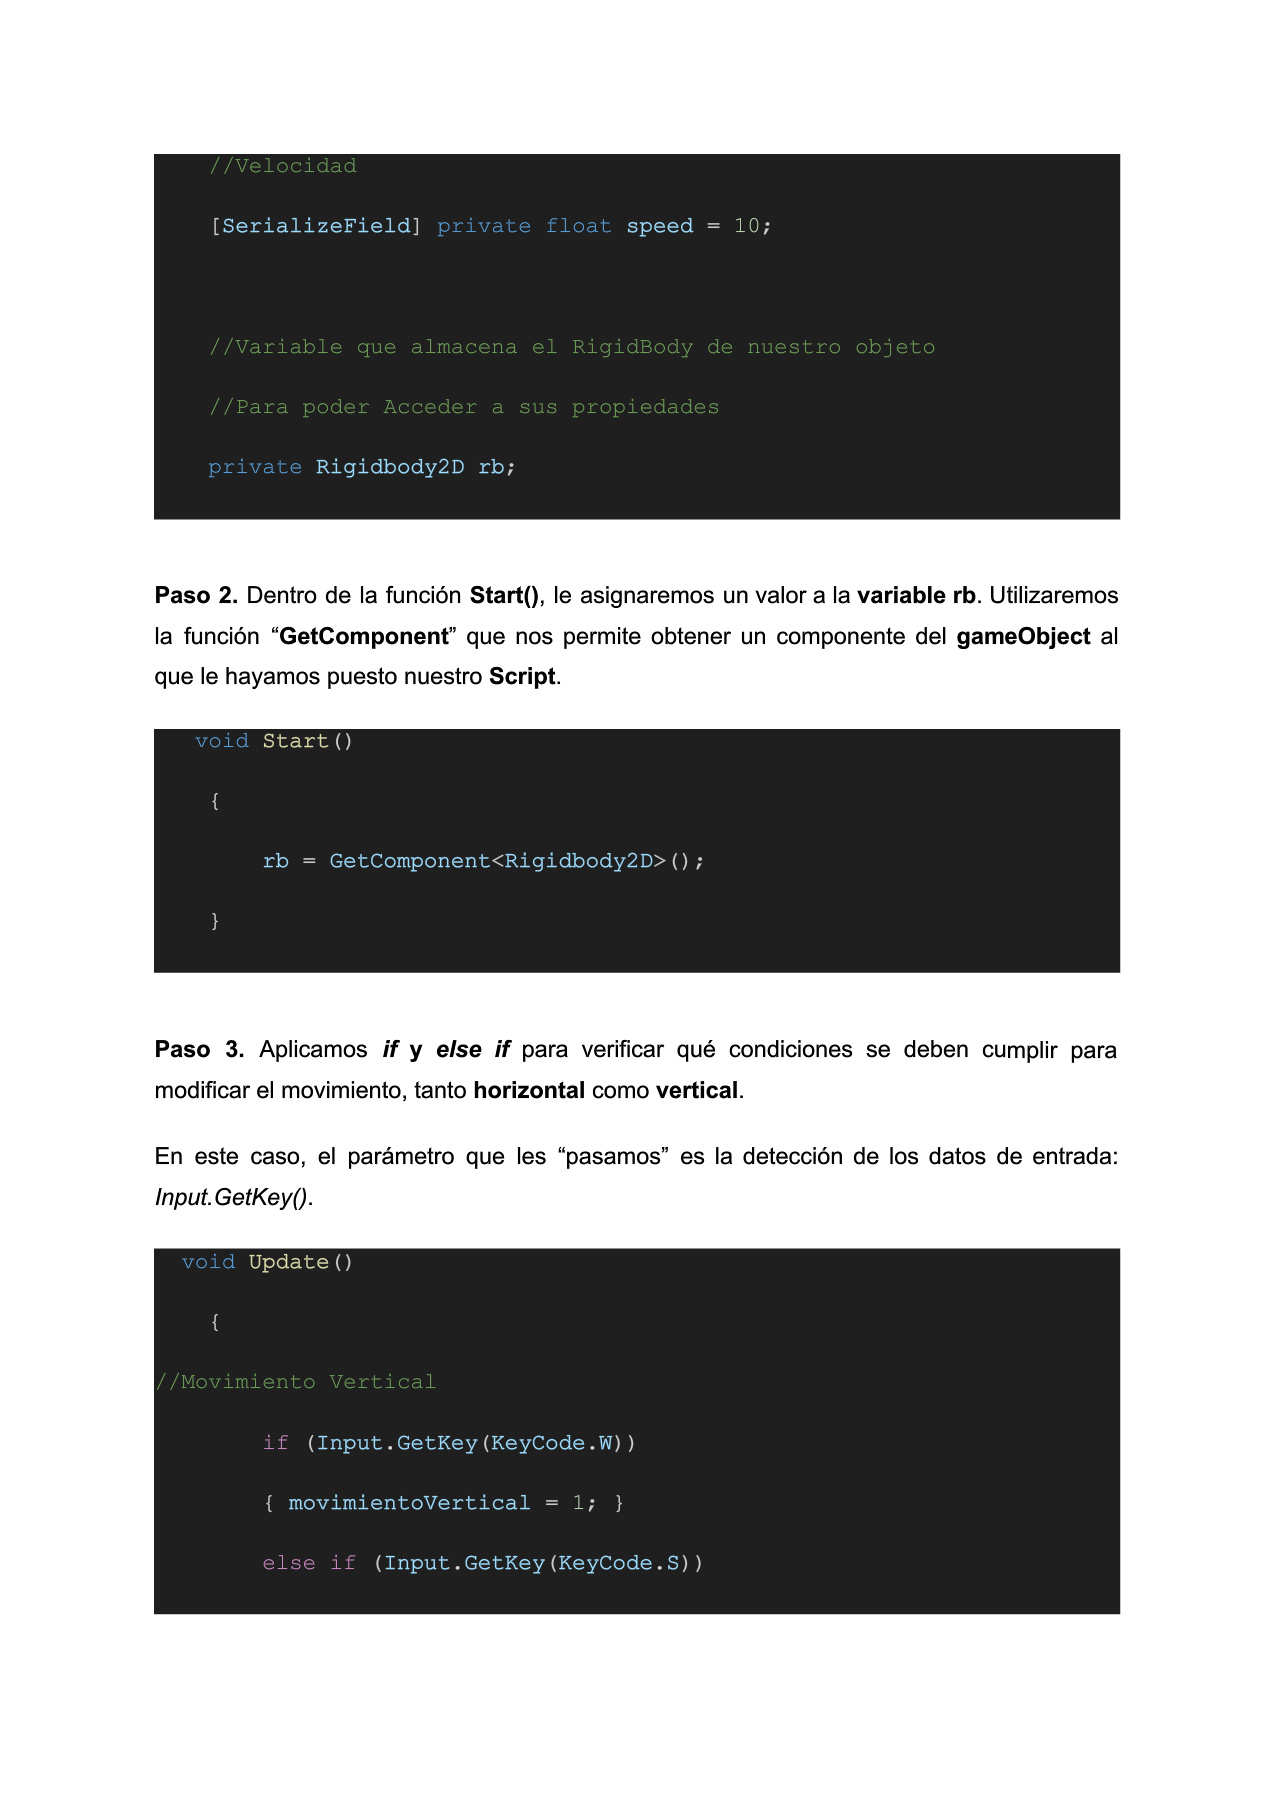 //Velocidad
[SerializeField] private float speed = 10;
//Variable que almacena el RigidBody de nuestro objeto
//Para poder Acceder a sus propiedades
private Rigidbody2D rb;
Paso 2. Dentro de la función Start(), le asignaremos un valor a la variable rb. Utilizaremos
la función “GetComponent” que nos permite obtener un componente del gameObject al
que le hayamos puesto nuestro Script.
void Start()
{
rb = GetComponent<Rigidbody2D>();
}
Paso 3. Aplicamos if y else if para verificar qué condiciones se deben cumplir para
modificar el movimiento, tanto horizontal como vertical.
En este caso, el parámetro que les “pasamos” es la detección de los datos de entrada:
Input.GetKey().
void Update()
{
//Movimiento Vertical
if (Input.GetKey(KeyCode.W))
{ movimientoVertical = 1; }
else if (Input.GetKey(KeyCode.S))